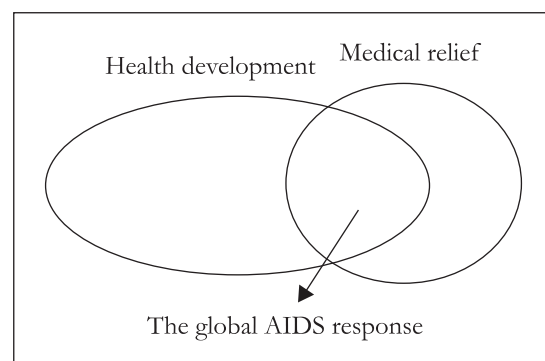 Health development
Medical relief
The global AIDS response